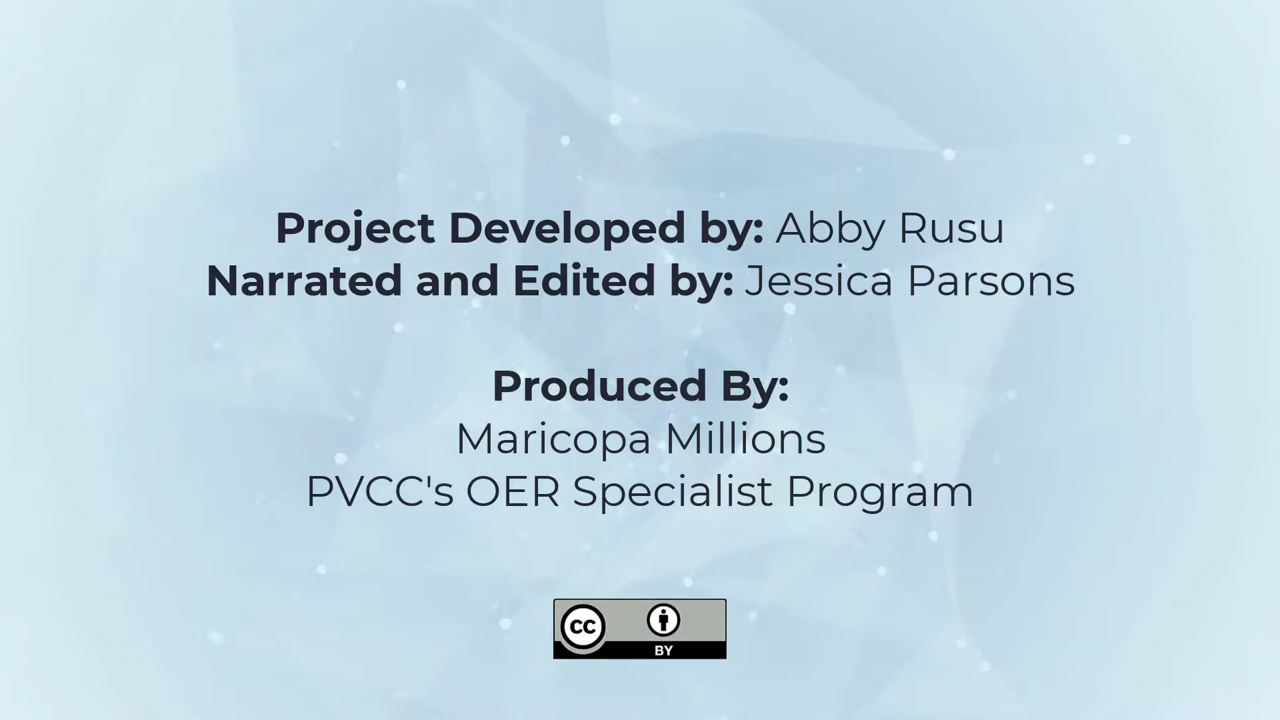 Project Developed by: Abby Rusu
Narrated and Edited by: Jessica Parsons
Produced By:
Maricopa Millions
PVCC's OER Specialist Program
cc
BY